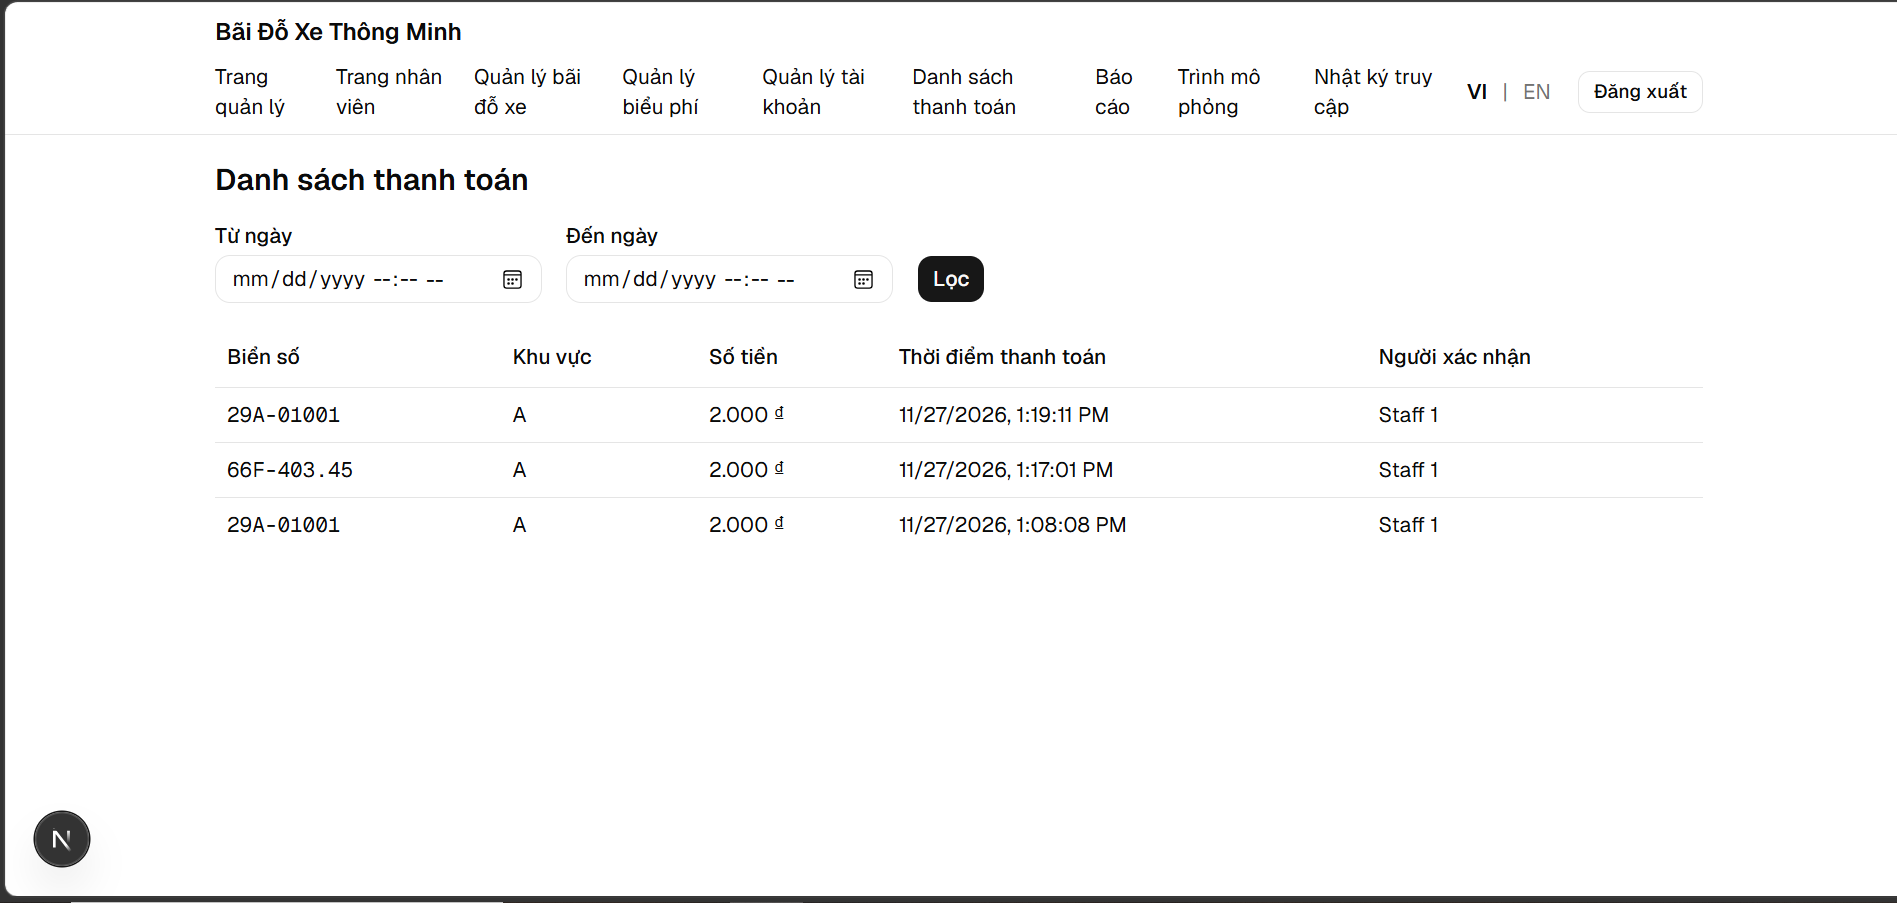 Bãi Đỗ Xe Thông Minh
Trang quản lý
Trang nhân viên
Quản lý bãi đỗ xe
Quản lý biểu phí
Quản lý tài khoản
Danh sách thanh toán
Báo cáo
Trình mô phỏng
Nhật ký truy cập
VI | EN
Đăng xuất
Danh sách thanh toán
Từ ngày
Đến ngày
mm/dd/yyyy --:-- --
mm/dd/yyyy --:-- --
Lọc
Biển số Khu vực Số tiền Thời điểm thanh toán Người xác nhận
29A-01001 A 2.000 ₫ 11/27/2026, 1:19:11 PM Staff 1
66F-403.45 A 2.000 ₫ 11/27/2026, 1:17:01 PM Staff 1
29A-01001 A 2.000 ₫ 11/27/2026, 1:08:08 PM Staff 1
N